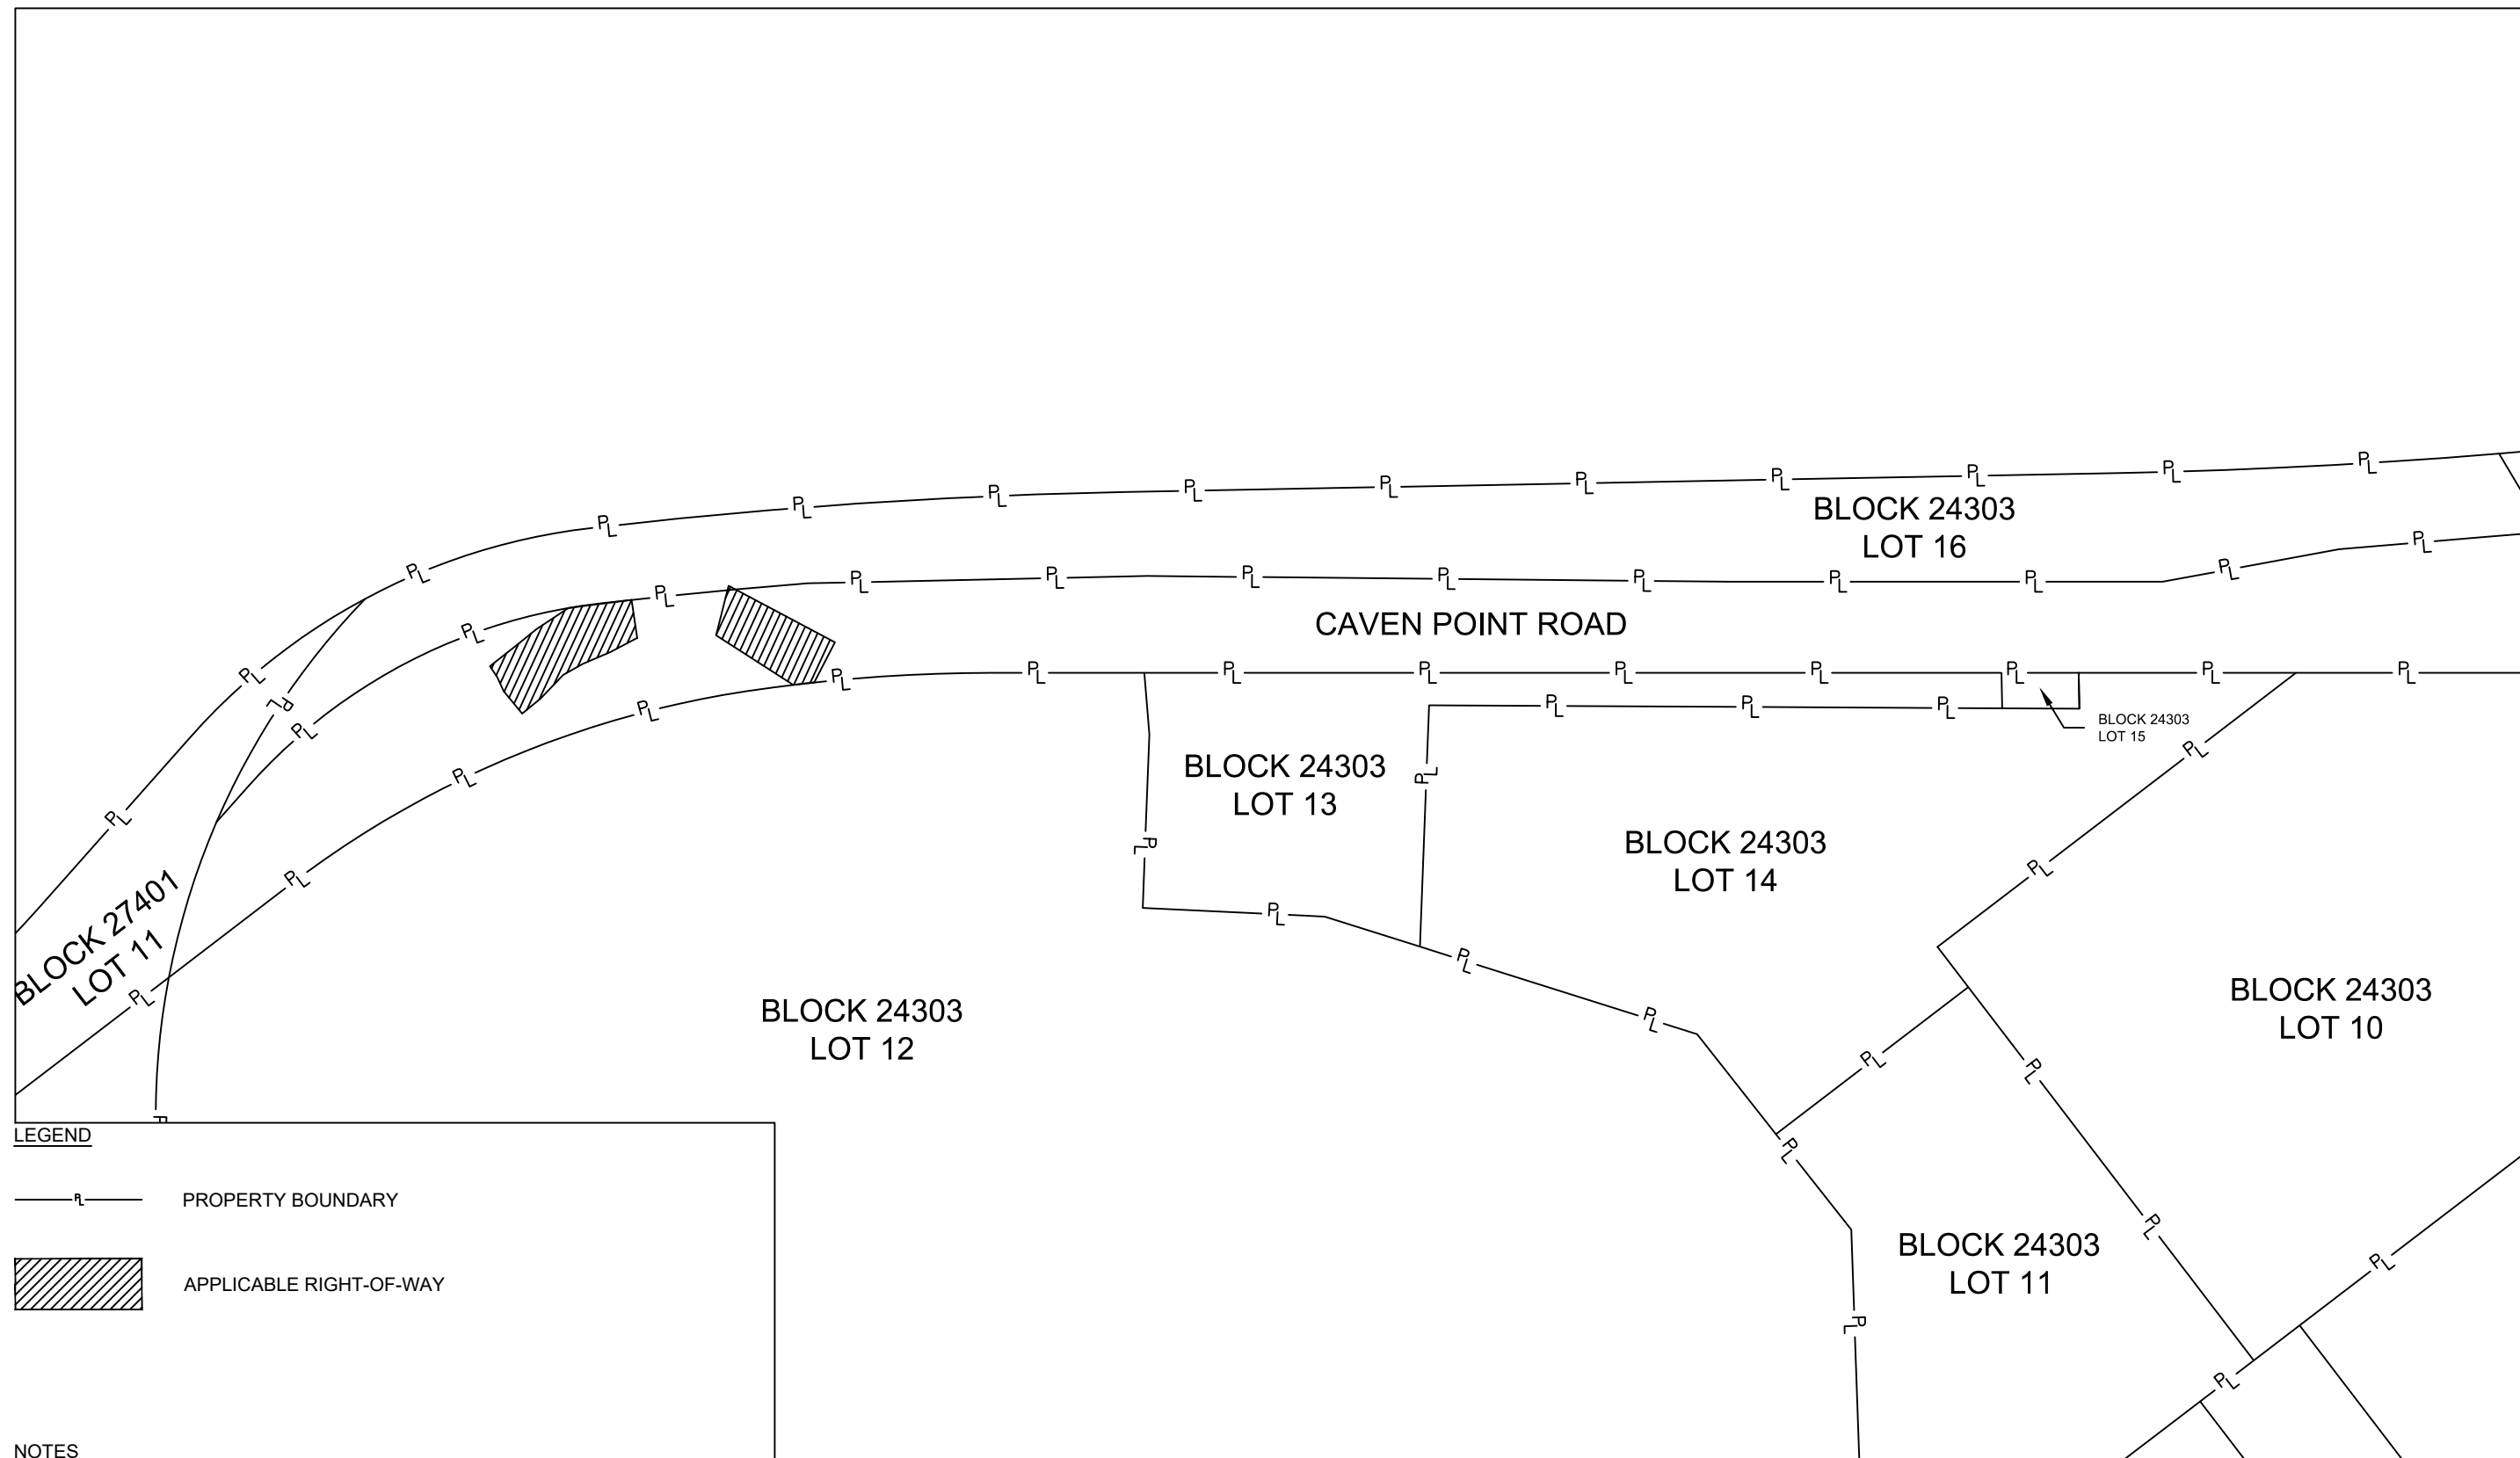 BLOCK 24303
LOT 16
CAVEN POINT ROAD
BLOCK 24303
LOT 15
BLOCK 24303
LOT 13
BLOCK 24303
LOT 14
BLOCK 27401
LOT 11
BLOCK 24303
LOT 12
BLOCK 24303
LOT 10
BLOCK 24303
LOT 11
LEGEND
PL PROPERTY BOUNDARY
APPLICABLE RIGHT-OF-WAY
NOTES